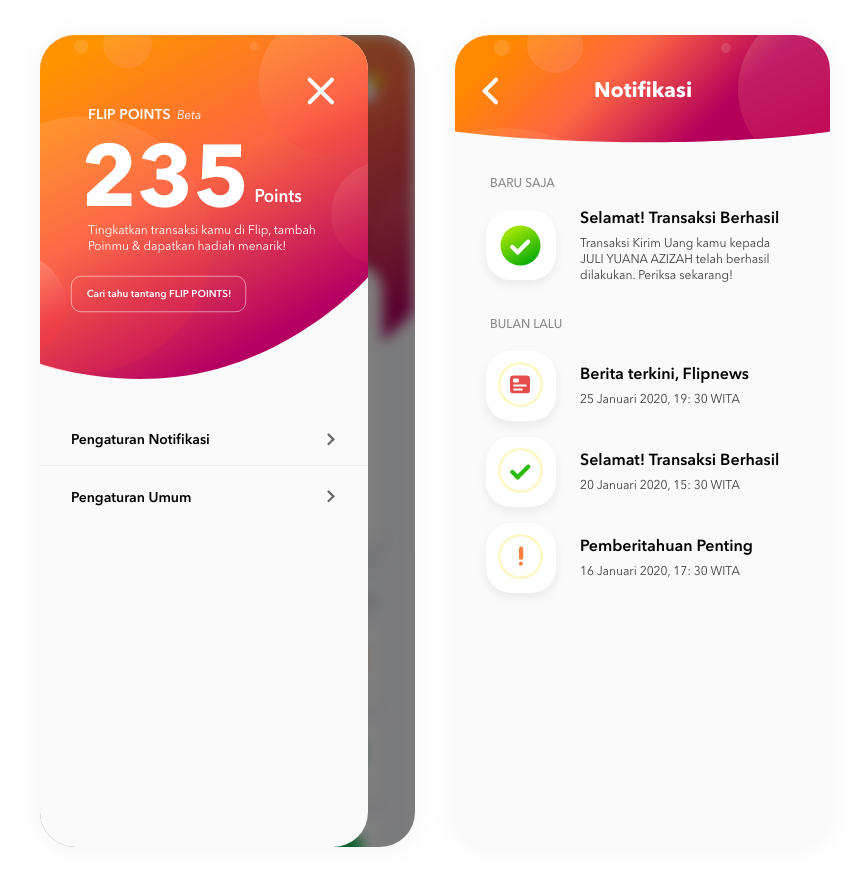 FLIP POINTS Beta
235 Points
Tingkatkan transaksi kamu di Flip, tambah
Poinmu & dapatkan hadiah menarik!
Cari tahu tantang FLIP POINTS!
Pengaturan Notifikasi
Pengaturan Umum
Notifikasi
BARU SAJA
Selamat! Transaksi Berhasil
Transaksi Kirim Uang kamu kepada
JULI YUANA AZIZAH telah berhasil
dilakukan. Periksa sekarang!
BULAN LALU
Berita terkini, Flipnews
25 Januari 2020, 19: 30 WITA
Selamat! Transaksi Berhasil
20 Januari 2020, 15: 30 WITA
Pemberitahuan Penting
16 Januari 2020, 17: 30 WITA